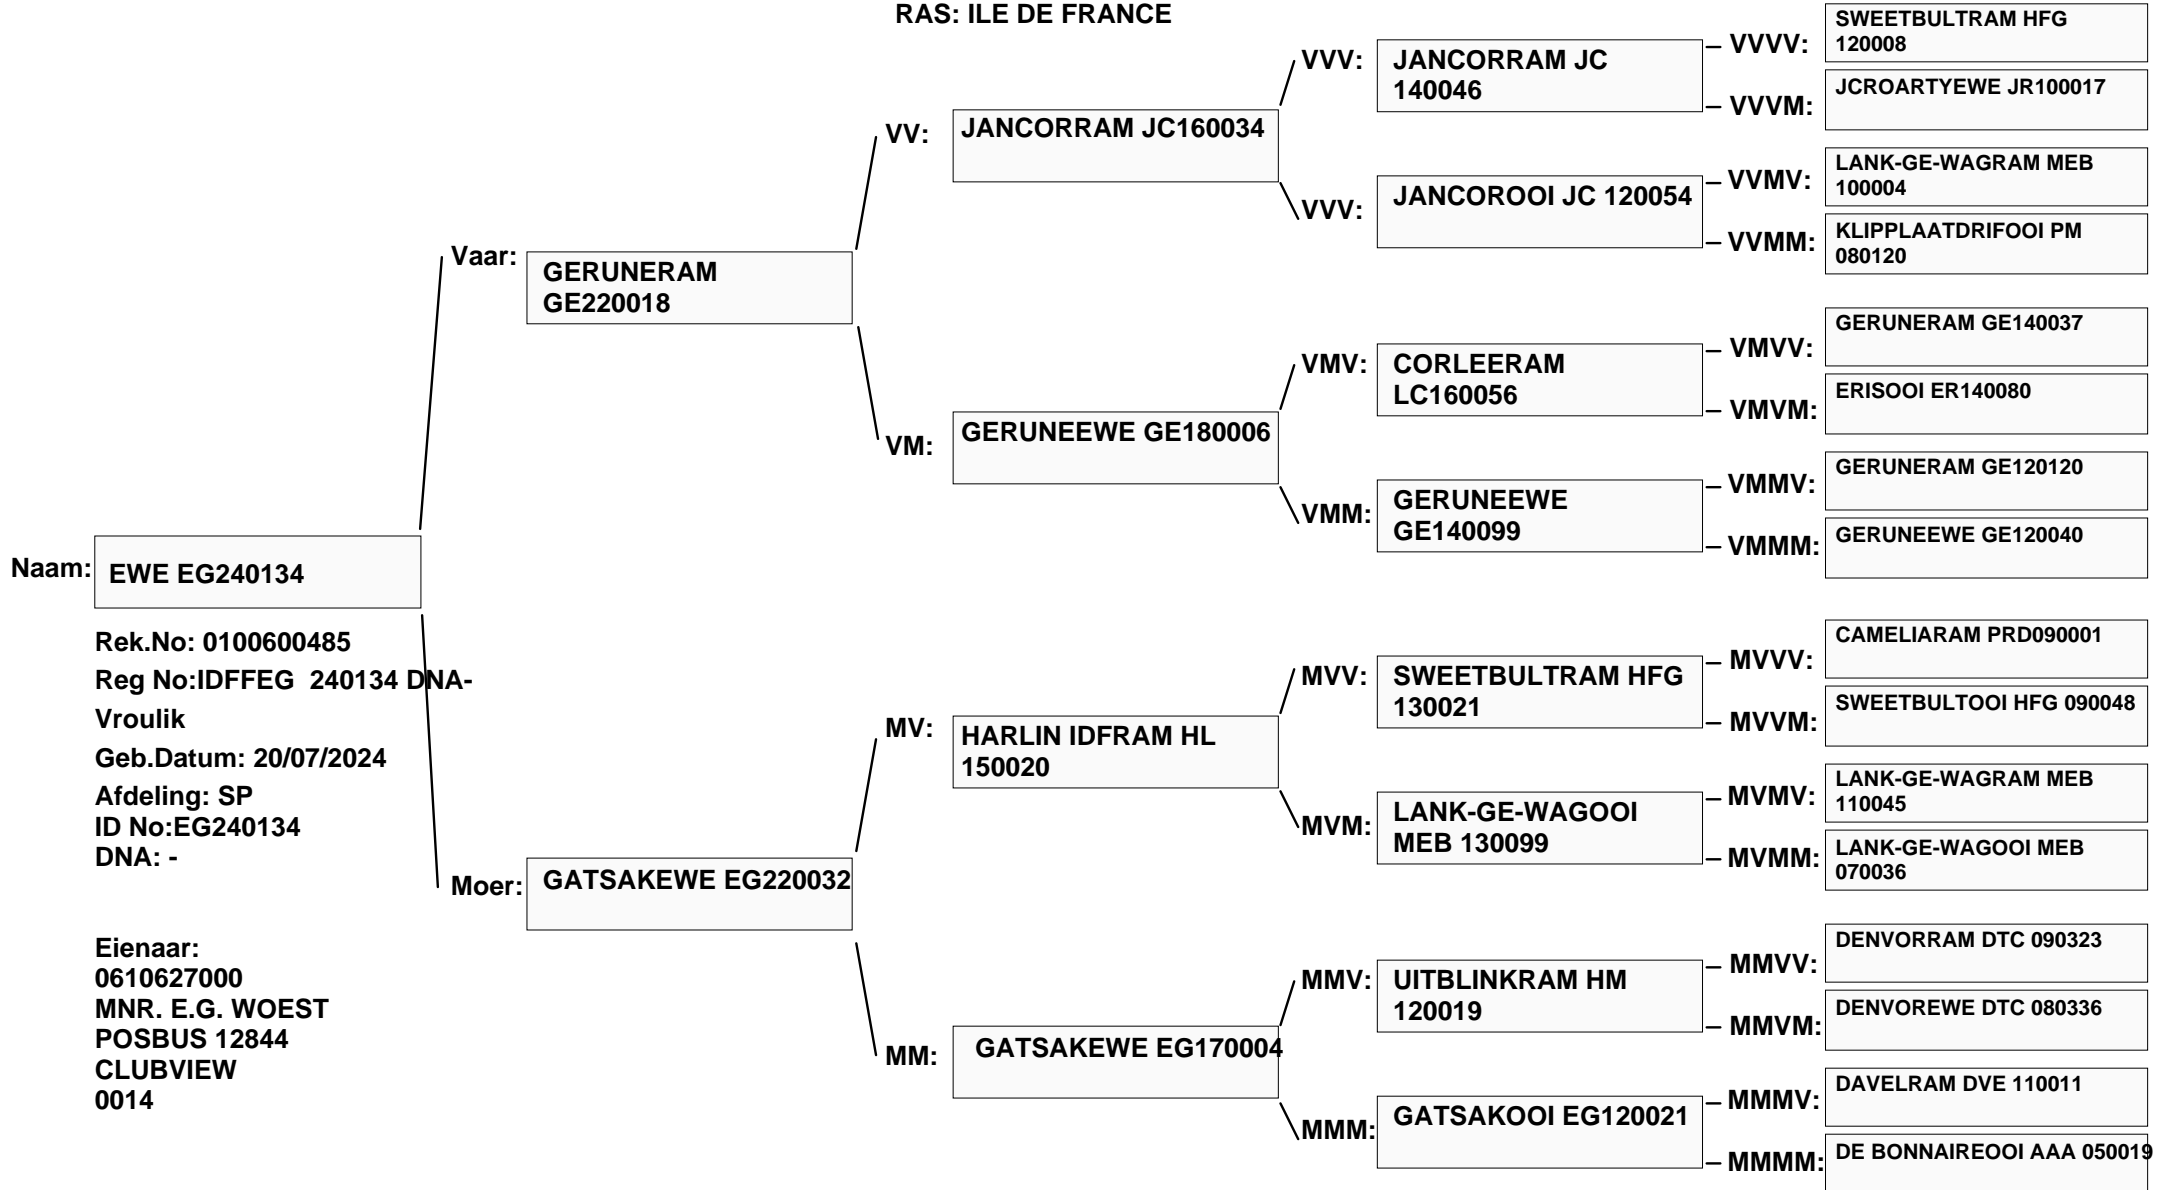 RAS: ILE DE FRANCE
Naam:
EWE EG240134
Rek.No: 0100600485
Reg No:IDFFEG  240134 DNA-
Vroulik
Geb.Datum: 20/07/2024
Afdeling: SP
ID No:EG240134
DNA: -
Eienaar:
0610627000
MNR. E.G. WOEST
POSBUS 12844
CLUBVIEW
0014
Vaar:
GERUNERAM
GE220018
Moer:
GATSAKEWE EG220032
VV:
JANCORRAM JC160034
VM:
GERUNEEWE GE180006
MV:
HARLIN IDFRAM HL
150020
MM:
GATSAKEWE EG170004
VVV:
JANCORRAM JC
140046
VVV:
JANCOROOI JC 120054
VMV:
CORLEERAM
LC160056
VMM:
GERUNEEWE
GE140099
MVV:
SWEETBULTRAM HFG
130021
MVM:
LANK-GE-WAGOOI
MEB 130099
MMV:
UITBLINKRAM HM
120019
MMM:
GATSAKOOI EG120021
VVVV:
SWEETBULTRAM HFG
120008
VVVM:
JCROARTYEWE JR100017
VVMV:
LANK-GE-WAGRAM MEB
100004
VVMM:
KLIPPLAATDRIFOOI PM
080120
VMVV:
GERUNERAM GE140037
VMVM:
ERISOOI ER140080
VMMV:
GERUNERAM GE120120
VMMM:
GERUNEEWE GE120040
MVVV:
CAMELIARAM PRD090001
MVVM:
SWEETBULTOOI HFG 090048
MVMV:
LANK-GE-WAGRAM MEB
110045
MVMM:
LANK-GE-WAGOOI MEB
070036
MMVV:
DENVORRAM DTC 090323
MMVM:
DENVOREWE DTC 080336
MMMV:
DAVELRAM DVE 110011
MMMM:
DE BONNAIREOOI AAA 050019